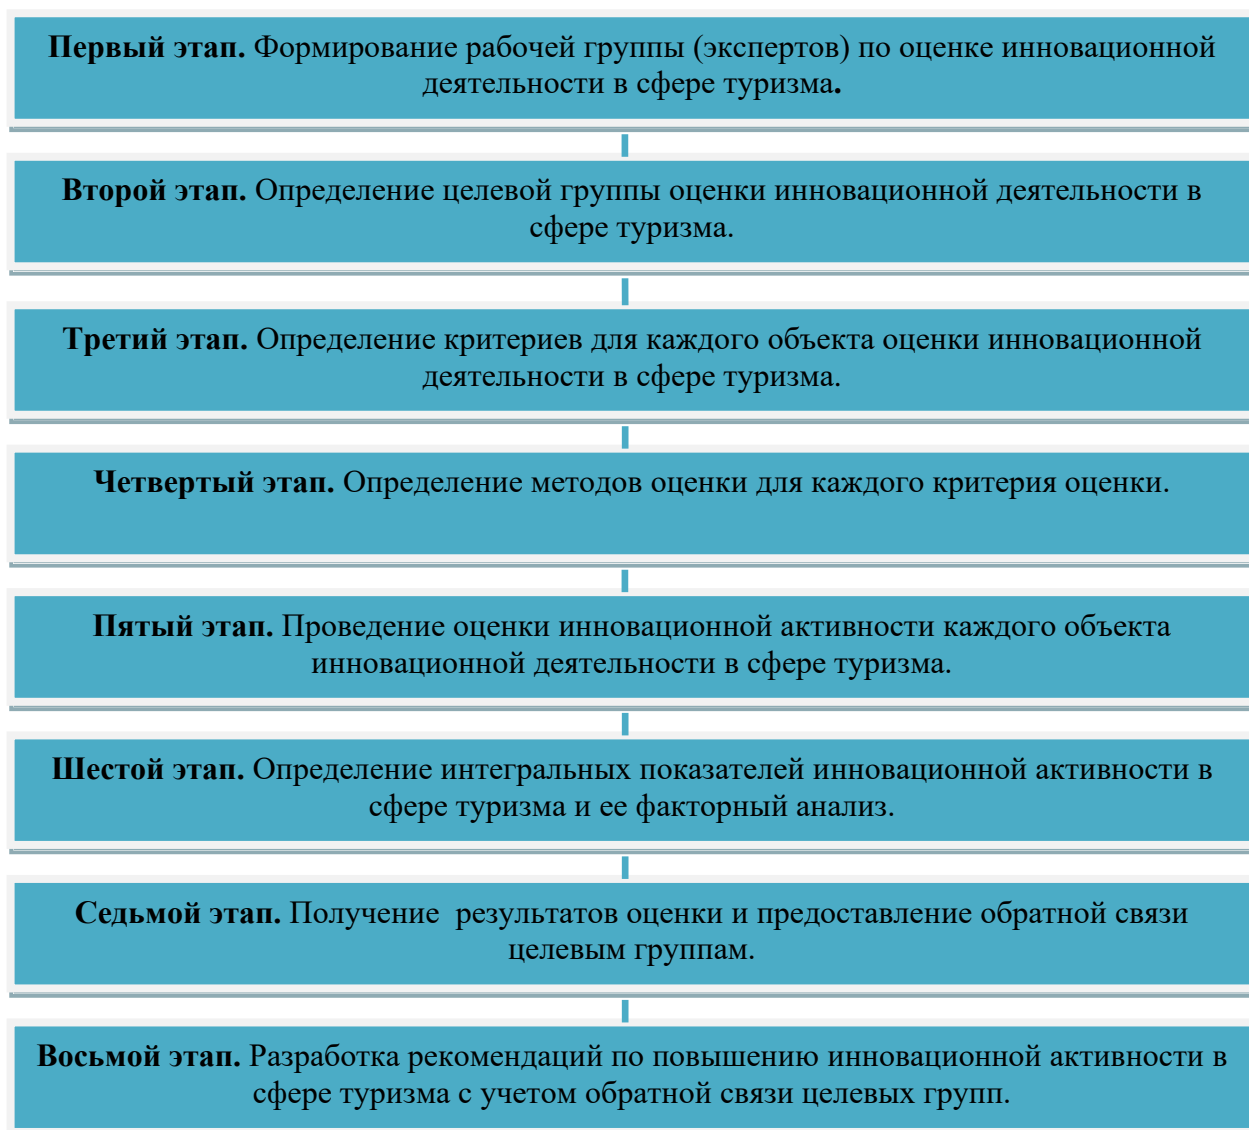 Первый этап. Формирование рабочей группы (экспертов) по оценке инновационной
деятельности в сфере туризма.
Второй этап. Определение целевой группы оценки инновационной деятельности в
сфере туризма.
Третий этап. Определение критериев для каждого объекта оценки инновационной
деятельности в сфере туризма.
Четвертый этап. Определение методов оценки для каждого критерия оценки.
Пятый этап. Проведение оценки инновационной активности каждого объекта
инновационной деятельности в сфере туризма.
Шестой этап. Определение интегральных показателей инновационной активности в
сфере туризма и ее факторный анализ.
Седьмой этап. Получение  результатов оценки и предоставление обратной связи
целевым группам.
Восьмой этап. Разработка рекомендаций по повышению инновационной активности в
сфере туризма с учетом обратной связи целевых групп.